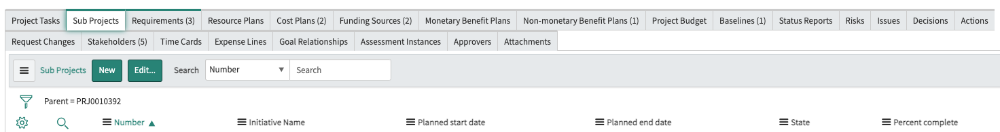 Project Tasks Sub Projects Requirements (3) Resource Plans Cost Plans (2) Funding Sources (2) Monetary Benefit Plans Non-monetary Benefit Plans (1) Project Budget Baselines (1) Status Reports Risks Issues Decisions Actions
Request Changes Stakeholders (5) Time Cards Expense Lines Goal Relationships Assessment Instances Approvers Attachments
Sub Projects New Edit... Search Number Search
Parent = PRJ0010392
Number Initiative Name Planned start date Planned end date State Percent complete